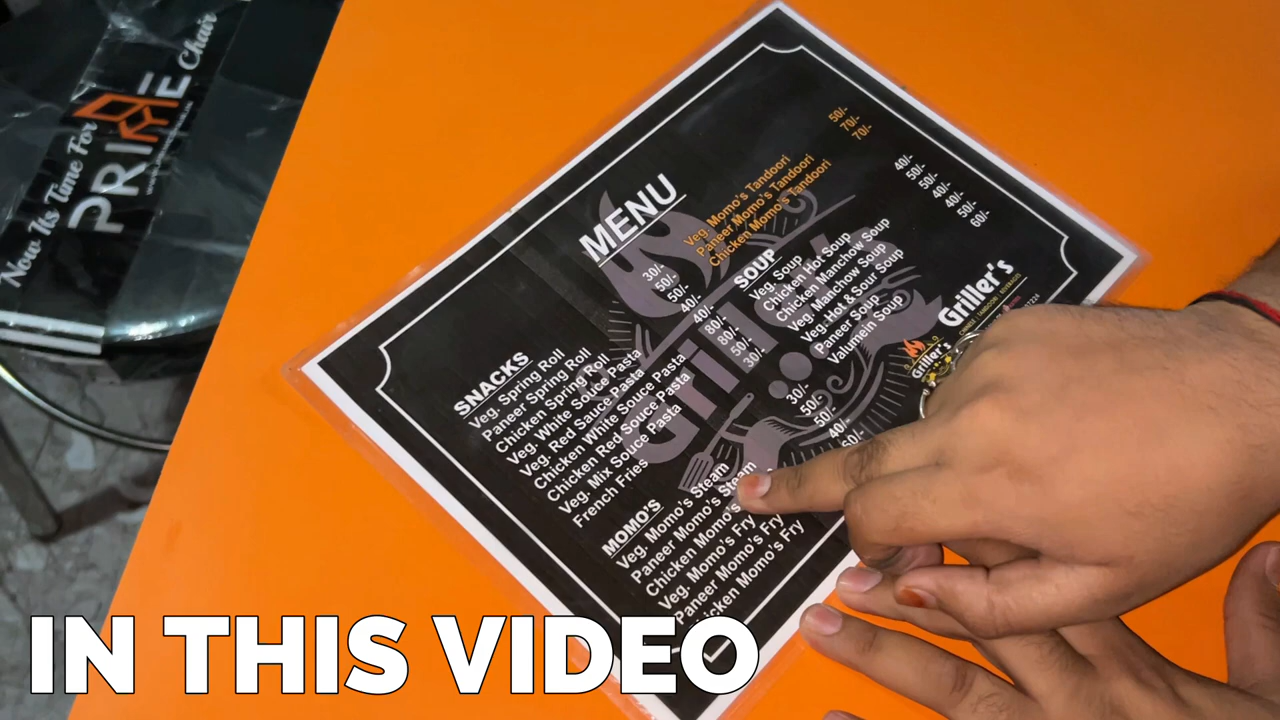 Now Its Time For
PRIME Chair
MENU
SNACKS
Veg. Spring Roll 30/-
Paneer Spring Roll 50/-
Chicken Spring Roll 50/-
Veg. White Souce Pasta 40/-
Veg. Red Sauce Pasta 40/-
Chicken White Souce Pasta 80/-
Chicken Red Souce Pasta 80/-
Veg. Mix Souce Pasta 50/-
French Fries 30/-
MOMO'S
Veg. Momo's Steam 30/-
Paneer Momo's Steam 50/-
Chicken Momo's 50/-
Veg. Momo's Fry 40/-
Paneer Momo's Fry 60/-
Momo's Fry
Veg. Momo's Tandoori 50/-
Paneer Momo's Tandoori 70/-
Chicken Momo's Tandoori 70/-
SOUP
Veg. Soup 40/-
Chicken Hot Soup 50/-
Chicken Manchow Soup 50/-
Veg Manchow Soup 40/-
Veg-Hot & Sour Soup 40/-
Paneer Soup 50/-
Valumein Soup 60/-
Griller's
Griller's
IN THIS VIDEO